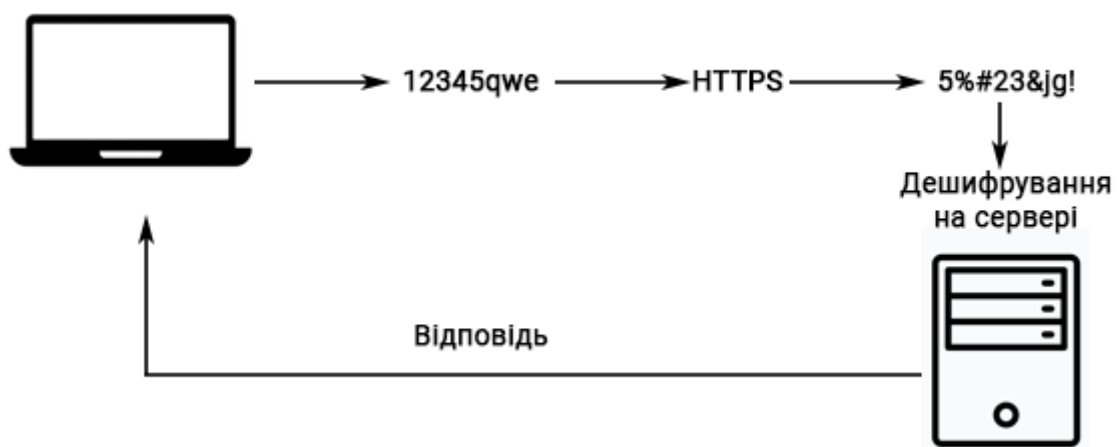 12345qwe
HTTPS
5%#23&jg!
Дешифрування
на сервері
Відповідь